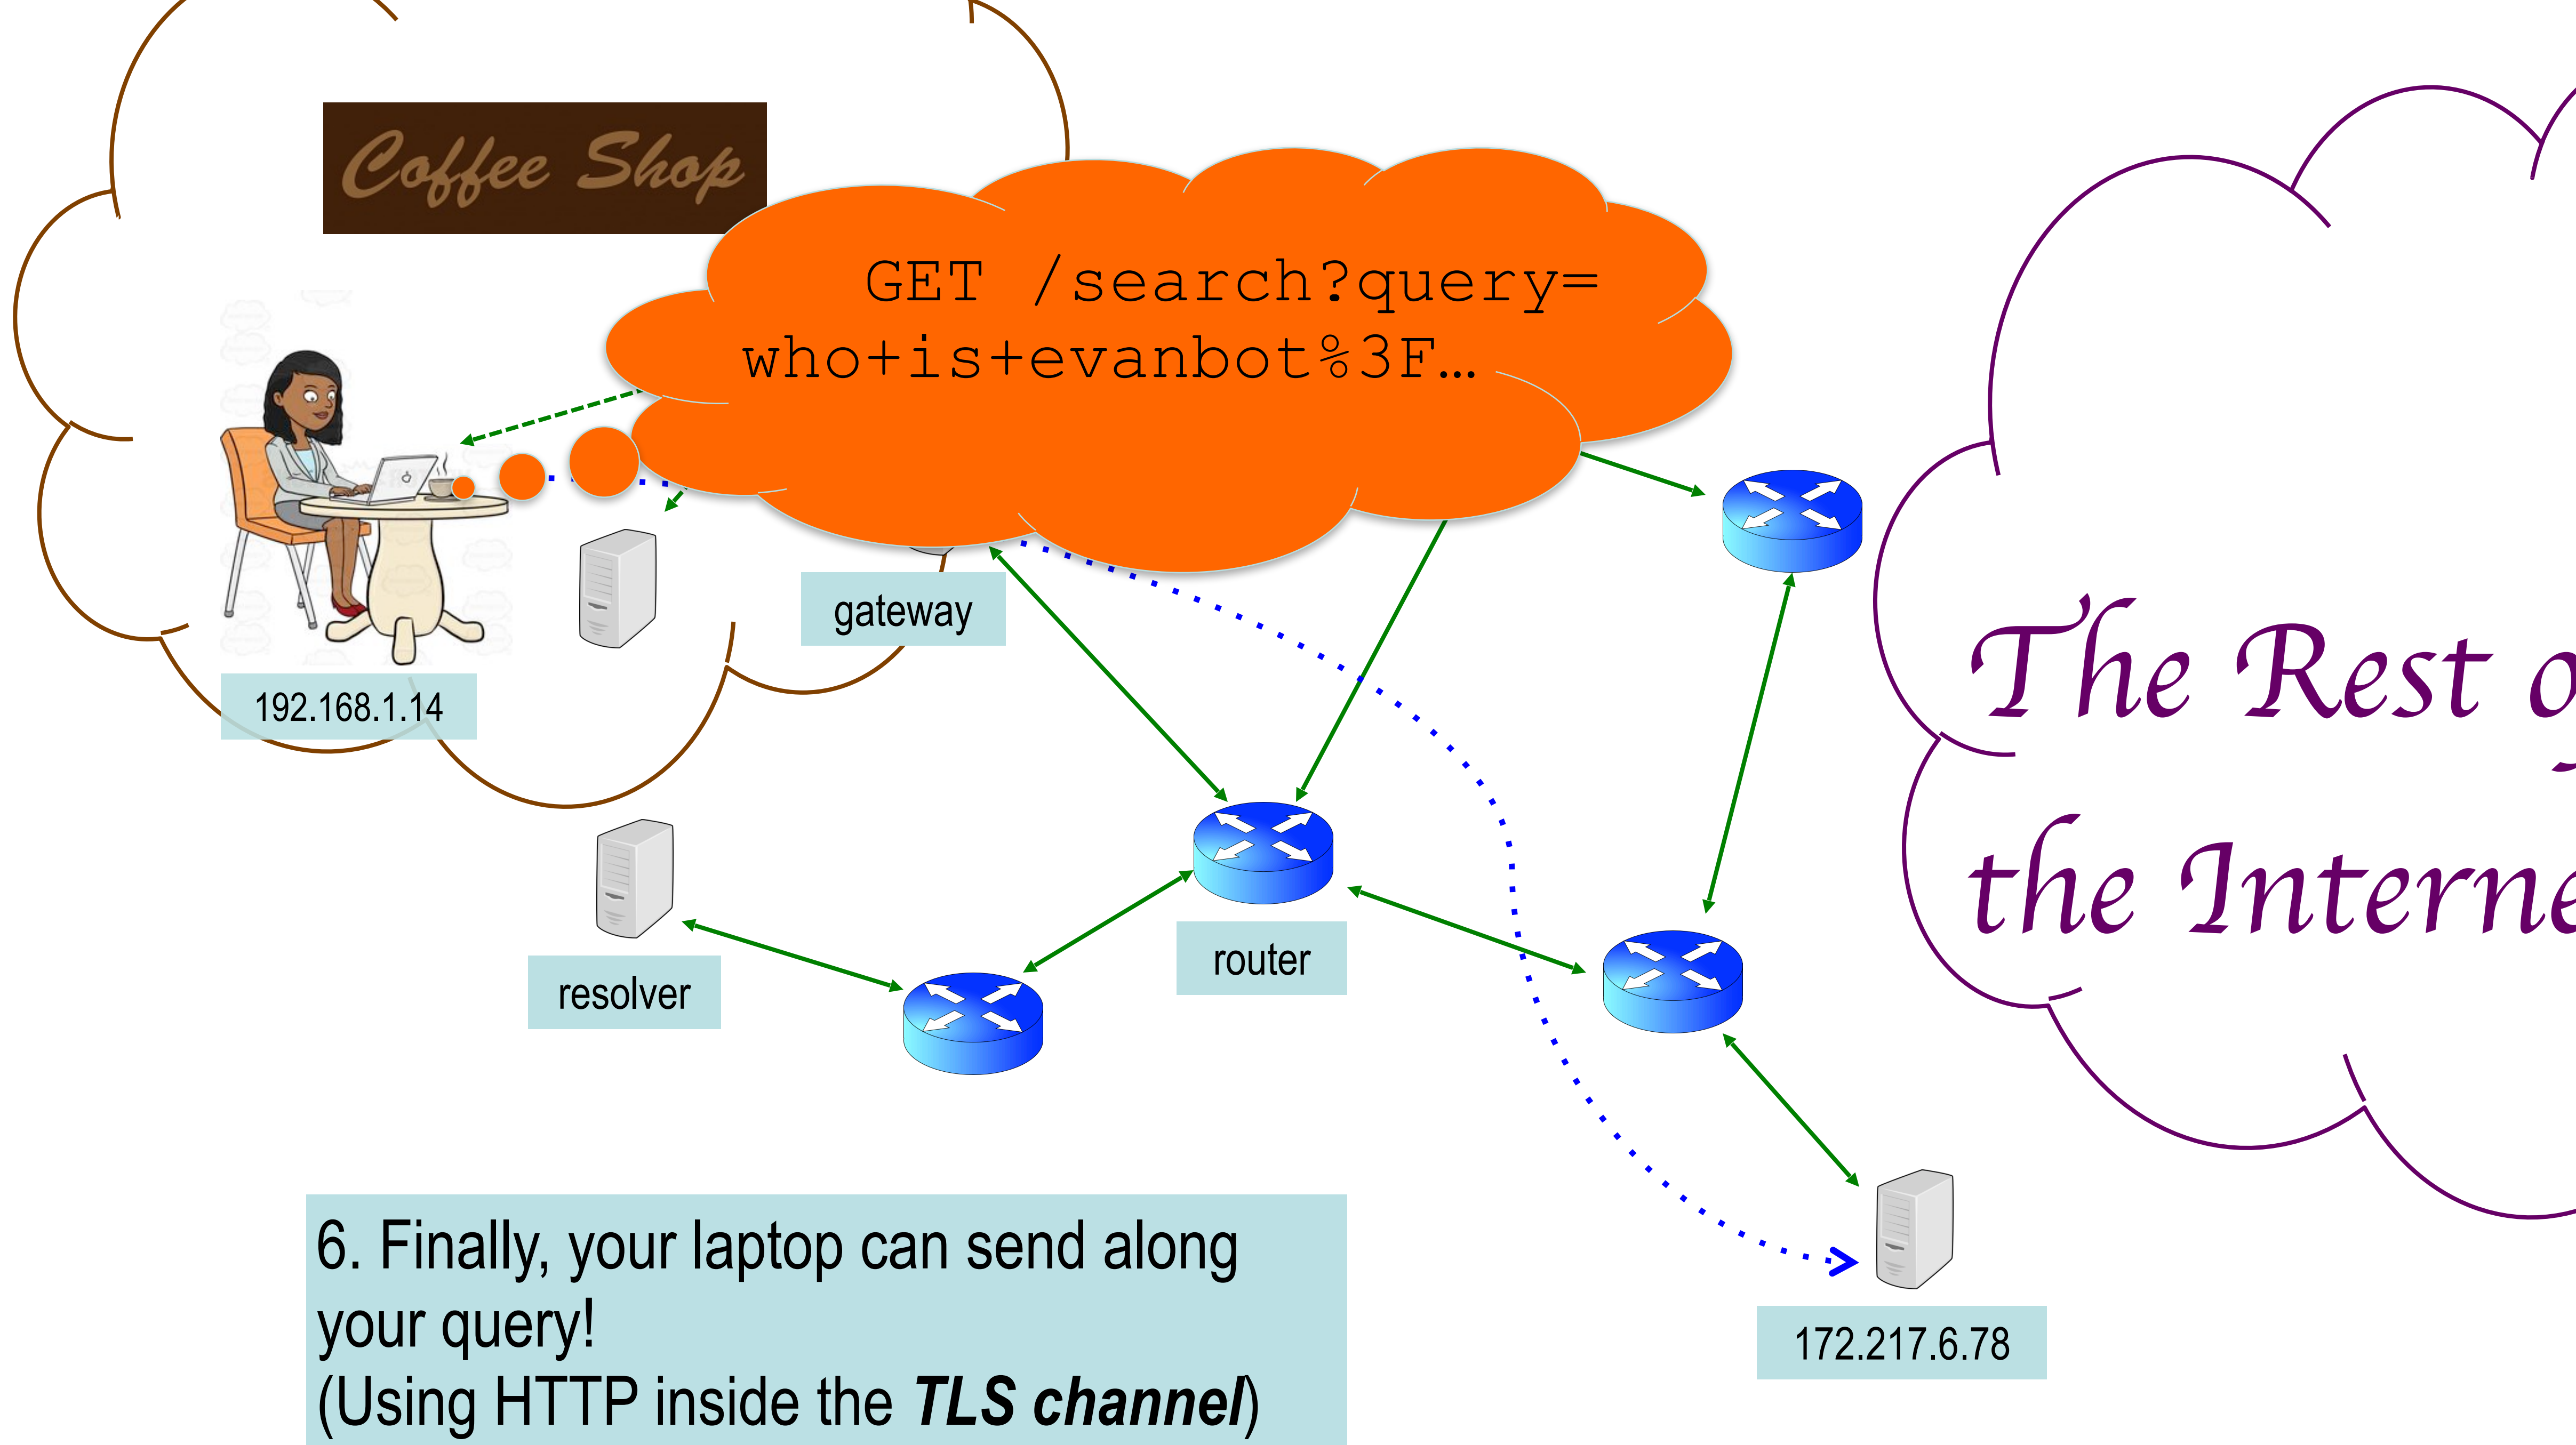 Coffee Shop
GET /search?query=
who+is+evanbot%3F…
gateway
192.168.1.14
The Rest
the
router
resolver
6. Finally, your laptop can send along
your query!
(Using HTTP inside the TLS channel)
172.217.6.78